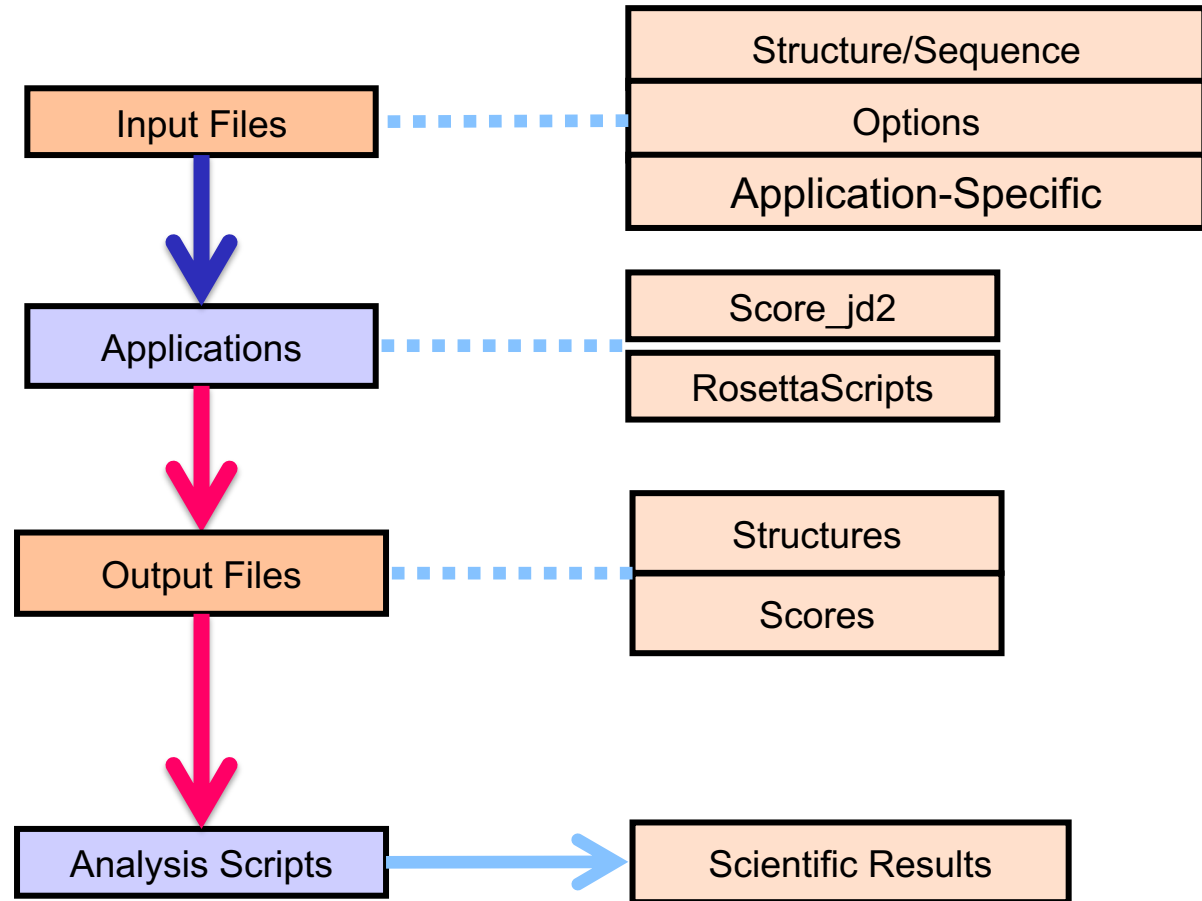 Structure/Sequence
Input Files
Options
Application-Specific
Applications
Score_jd2
RosettaScripts
Output Files
Structures
Scores
Analysis Scripts
Scientific Results